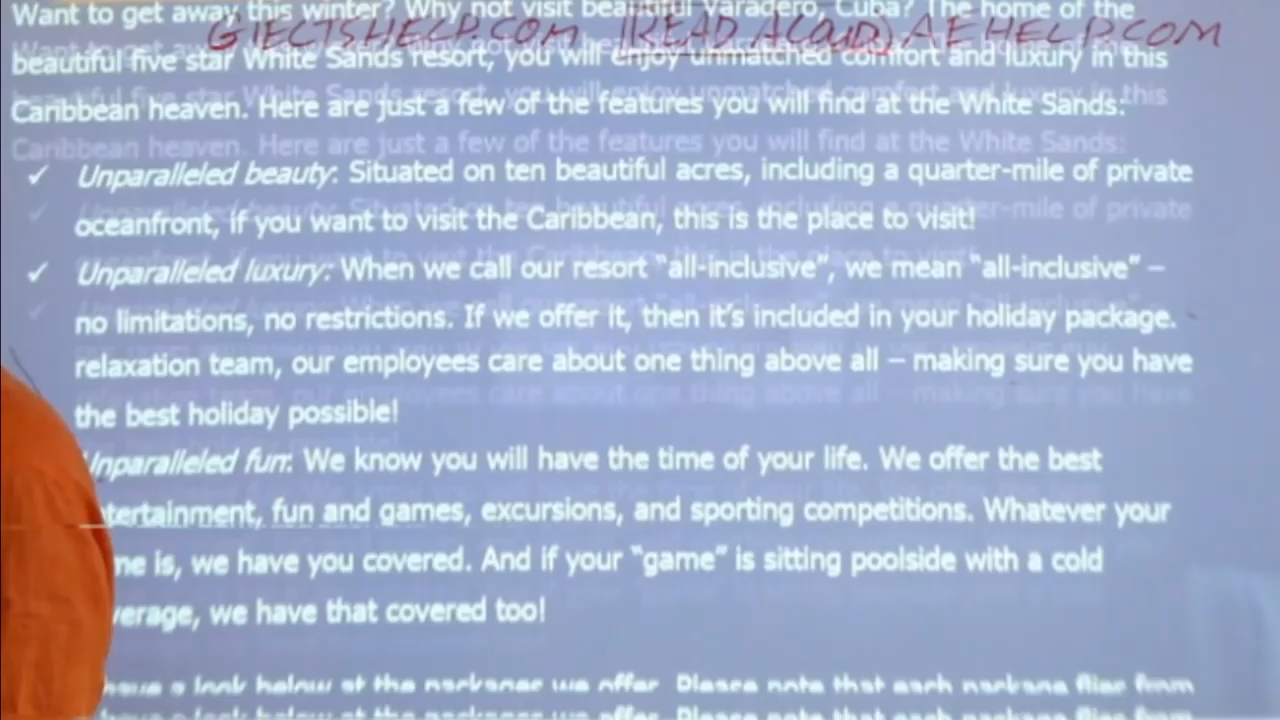 Want to get away this winter? Why not visit beautiful Varadero, Cuba? The home of the
GIELTSHELP.COM (READ ALOUD) AEHELP.COM
beautiful five star White Sands resort, you will enjoy unmatched comfort and luxury in this
Caribbean heaven. Here are just a few of the features you will find at the White Sands:
✓ Unparalleled beauty: Situated on ten beautiful acres, including a quarter-mile of private
oceanfront, if you want to visit the Caribbean, this is the place to visit!
✓ Unparalleled luxury: When we call our resort "all-inclusive", we mean "all-inclusive" –
no limitations, no restrictions. If we offer it, then it's included in your holiday package.
relaxation team, our employees care about one thing above all – making sure you have
the best holiday possible!
Unparalleled fun: We know you will have the time of your life. We offer the best
tertainment, fun and games, excursions, and sporting competitions. Whatever your
me is, we have you covered. And if your "game" is sitting poolside with a cold
verage, we have that covered too!
have a look below at the packages we offer. Please note that each package flies from